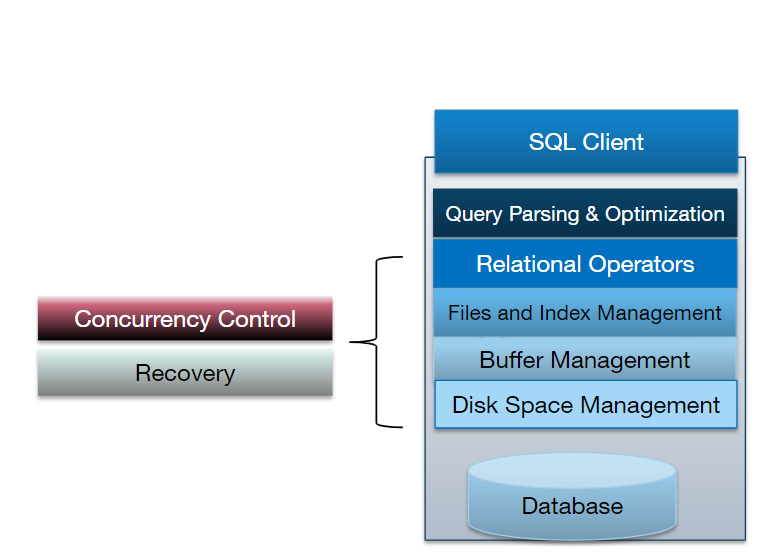 SQL Client
Query Parsing & Optimization
Relational Operators
Concurrency Control
Files and Index Management
Recovery
Buffer Management
Disk Space Management
Database